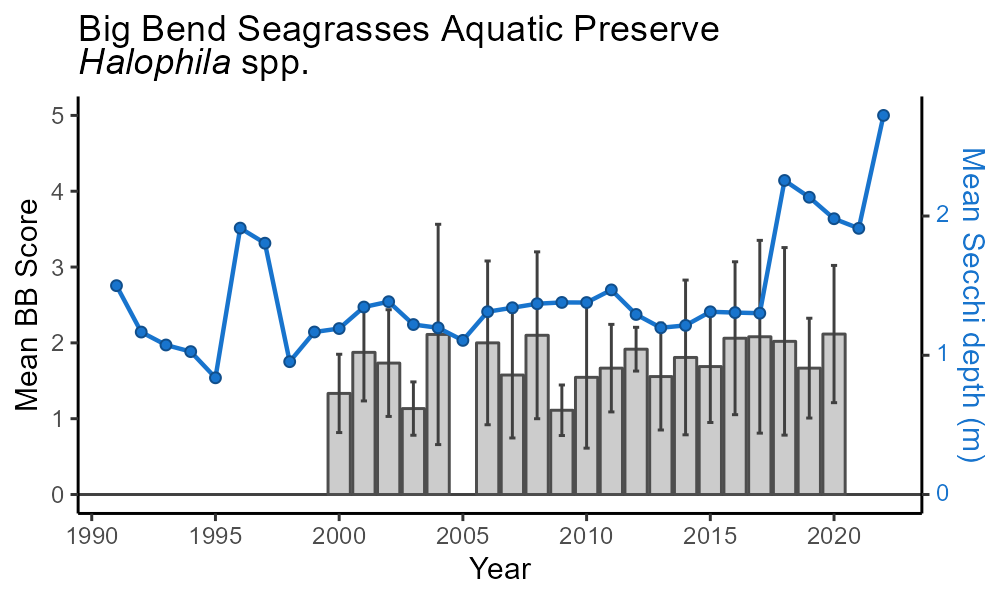 Big Bend Seagrasses Aquatic Preserve
Halophila spp.
5
4
3
2
1
0
Mean BB Score
2
1
0
Mean Secchi depth (m)
1990 1995 2000 2005 2010 2015 2020
Year